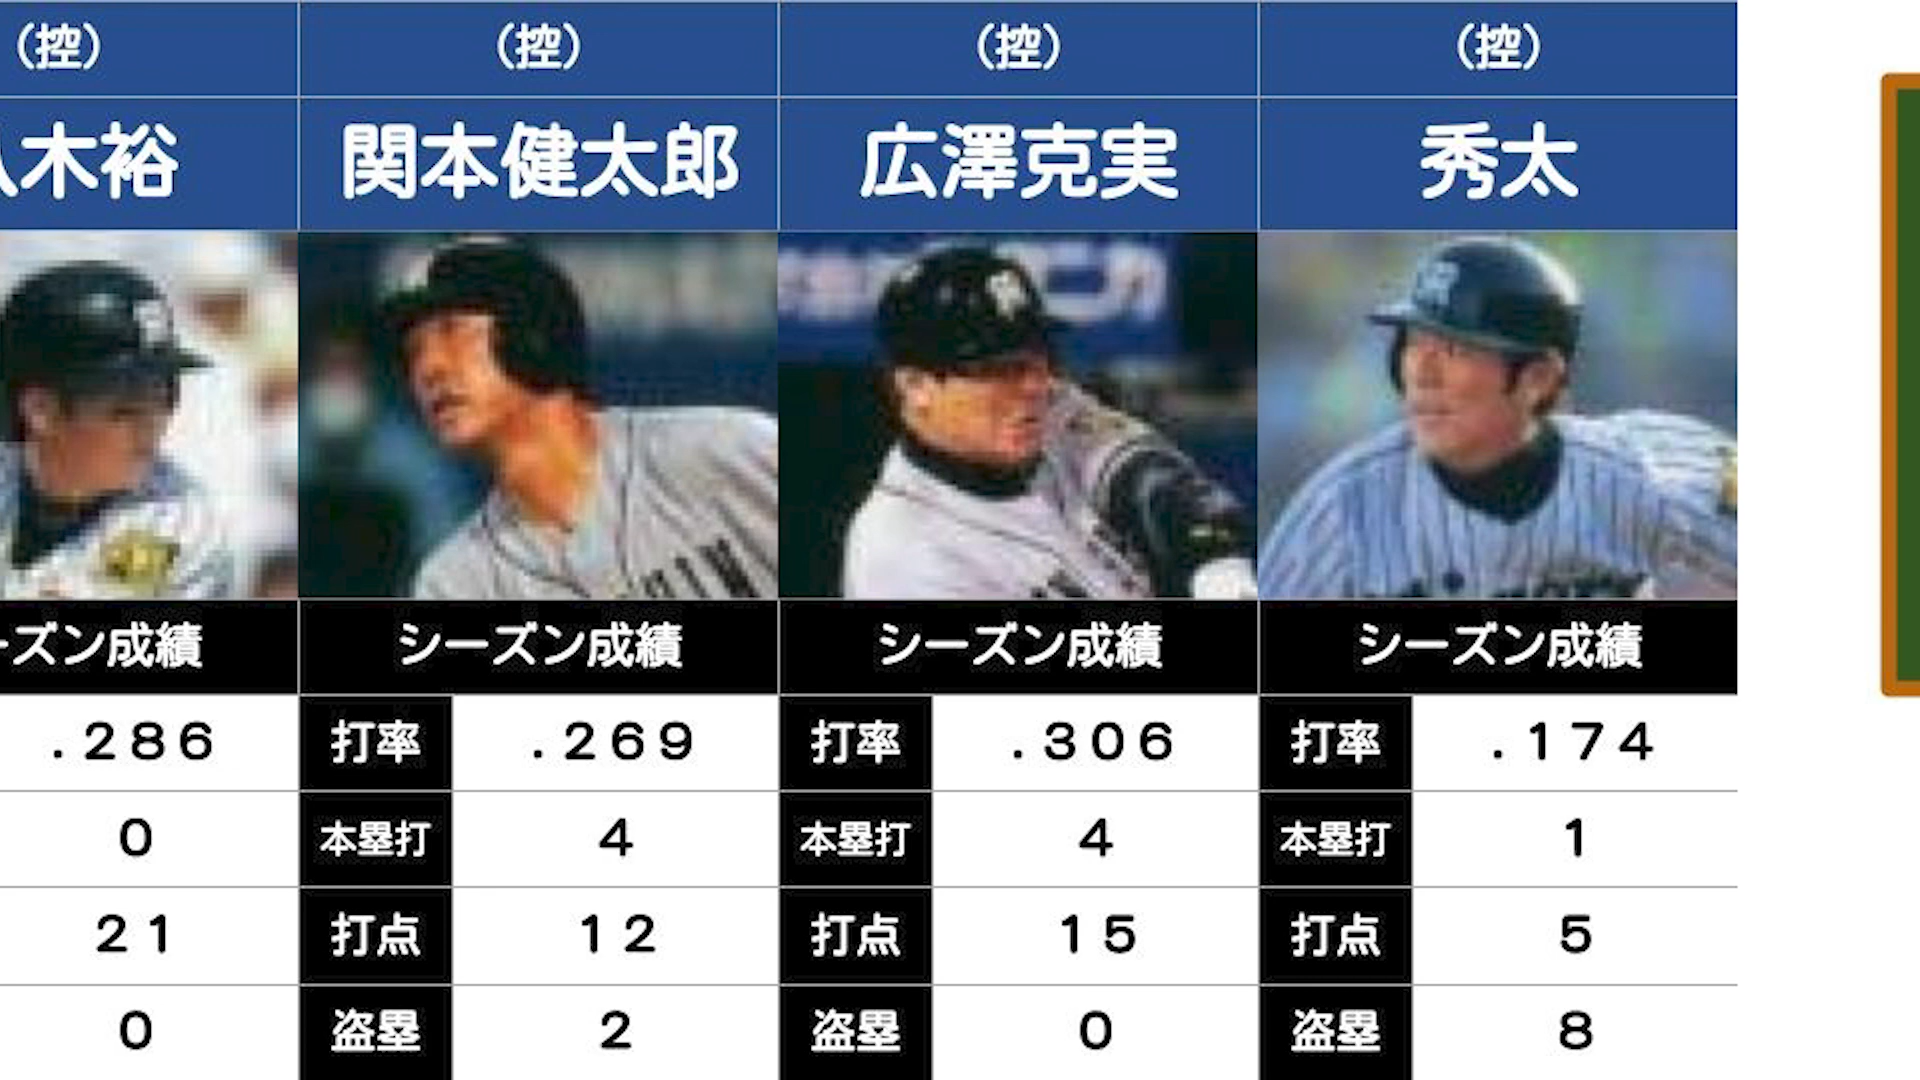 （控） （控） （控） （控）
八木裕 関本健太郎 広澤克実 秀太
ーズン成績 シーズン成績 シーズン成績 シーズン成績
.286 打率 .269 打率 .306 打率 .174
0 本塁打 4 本塁打 4 本塁打 1
21 打点 12 打点 15 打点 5
0 盗塁 2 盗塁 0 盗塁 8